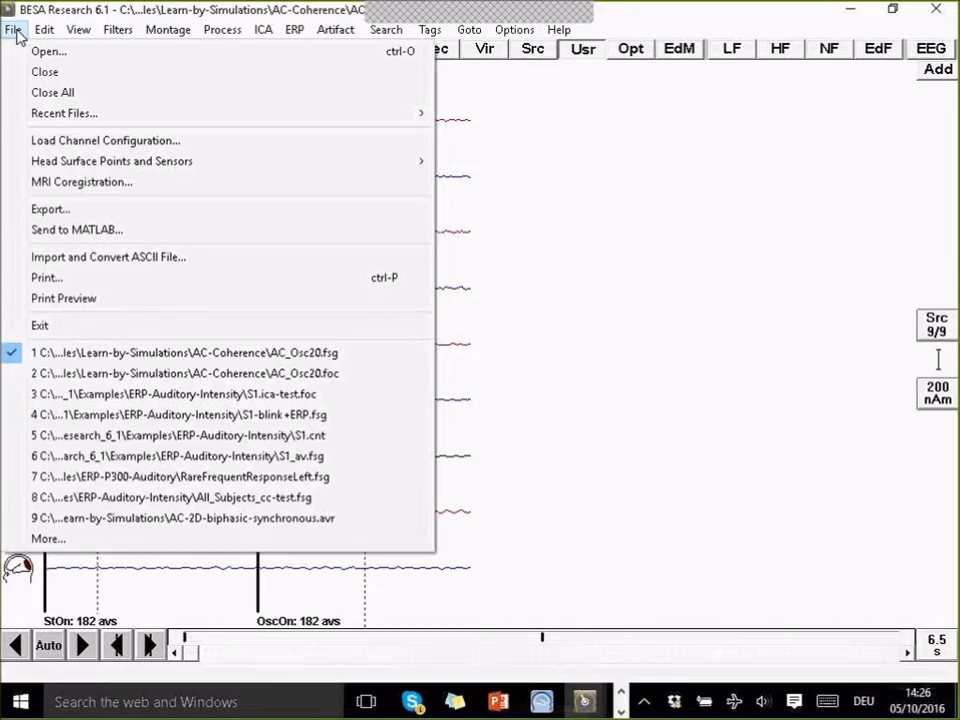 BESA Research 6.1 - C:\...les\Learn-by-Simulations\AC-Coherence\AC
File Edit View Filters Montage Process ICA ERP Artifact Search Tags Goto Options Help
Vir Src Usr Opt EdM LF HF NF EdF EEG
Add
Open... ctrl-O
Close
Close All
Recent Files...
Load Channel Configuration...
Head Surface Points and Sensors
MRI Coregistration...
Export...
Send to MATLAB...
Import and Convert ASCII File...
Print... ctrl-P
Print Preview
Exit
1 C:\...les\Learn-by-Simulations\AC-Coherence\AC_Osc20.fsg
2 C:\...les\Learn-by-Simulations\AC-Coherence\AC_Osc20.foc
3 C:\..._1\Examples\ERP-Auditory-Intensity\S1.ica-test.foc
4 C:\...1\Examples\ERP-Auditory-Intensity\S1-blink+ERP.fsg
5 C:\...esearch_6_1\Examples\ERP-Auditory-Intensity\S1.cnt
6 C:\...arch_6_1\Examples\ERP-Auditory-Intensity\S1_av.fsg
7 C:\...les\ERP-P300-Auditory\RareFrequentResponseLeft.fsg
8 C:\...es\ERP-Auditory-Intensity\All_Subjects_cc-test.fsg
9 C:\...earn-by-Simulations\AC-2D-biphasic-synchronous.avr
More...
Src
9/9
200
nAm
StOn: 182 avs OscOn: 182 avs
Auto
6.5
s
Search the web and Windows
DEU
14:26
05/10/2016